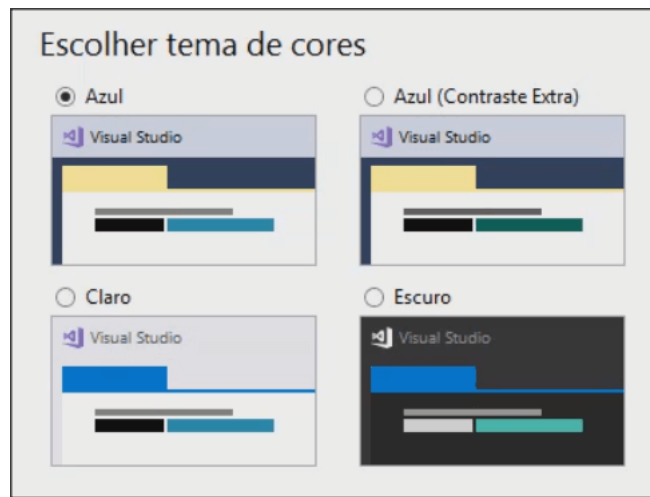 Escolher tema de cores
Azul
Azul (Contraste Extra)
Visual Studio
Visual Studio
Claro
Escuro
Visual Studio
Visual Studio